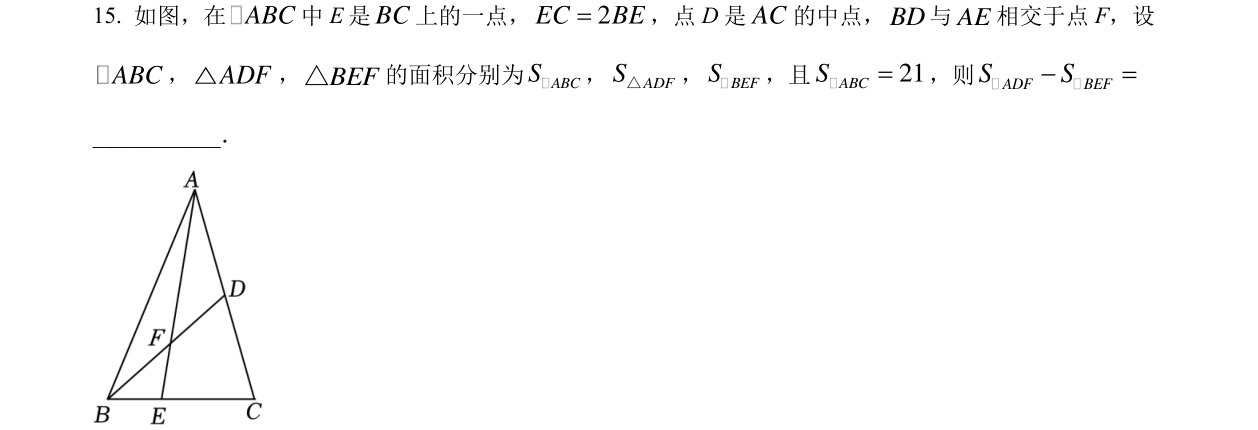 15. 如图，在▯ABC 中 E 是 BC 上的一点，EC = 2BE，点 D 是 AC 的中点，BD 与 AE 相交于点 F，设
▯ABC，△ADF，△BEF 的面积分别为 S▯ABC，S△ADF，S▯BEF，且 S▯ABC = 21，则 S▯ADF − S▯BEF =
__________.
A
D
F
B E C